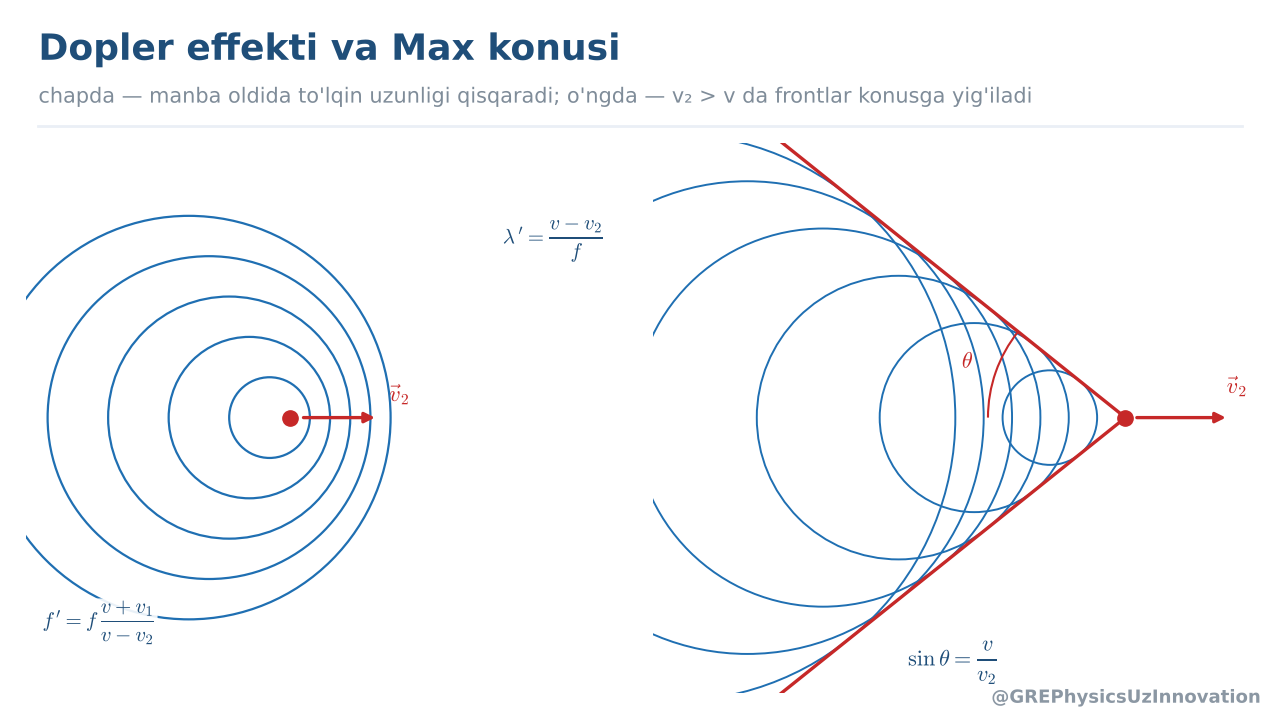 Dopler effekti va Max konusi
chapda — manba oldida to'lqin uzunligi qisqaradi; o'ngda — v₂ > v da frontlar konusga yig'iladi
λ′ = (v − v₂)/f
θ
v⃗₂
v⃗₂
f′ = f (v + v₁)/(v − v₂)
sin θ = v/v₂
@GREPhysicsUzInnovation